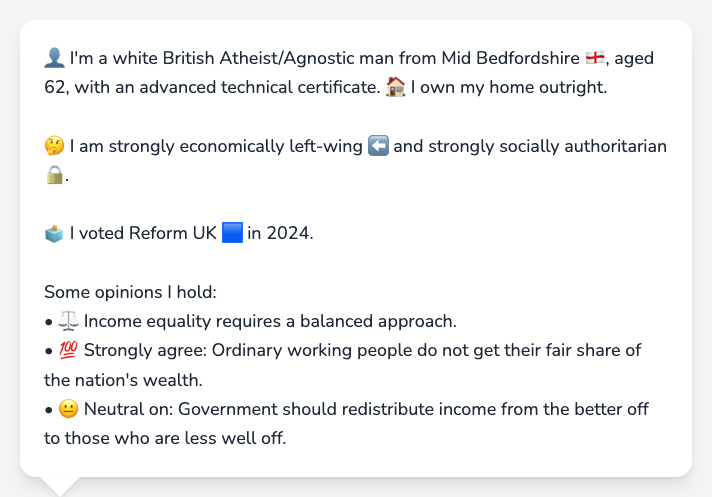 👤 I'm a white British Atheist/Agnostic man from Mid Bedfordshire 🏴󠁧󠁢󠁥󠁮󠁧󠁿, aged
62, with an advanced technical certificate. 🏠 I own my home outright.
🤔 I am strongly economically left-wing ⬅️ and strongly socially authoritarian
🔒.
🗳️ I voted Reform UK 🟦 in 2024.
Some opinions I hold:
• ⚖️ Income equality requires a balanced approach.
• 💯 Strongly agree: Ordinary working people do not get their fair share of
the nation's wealth.
• 😐 Neutral on: Government should redistribute income from the better off
to those who are less well off.